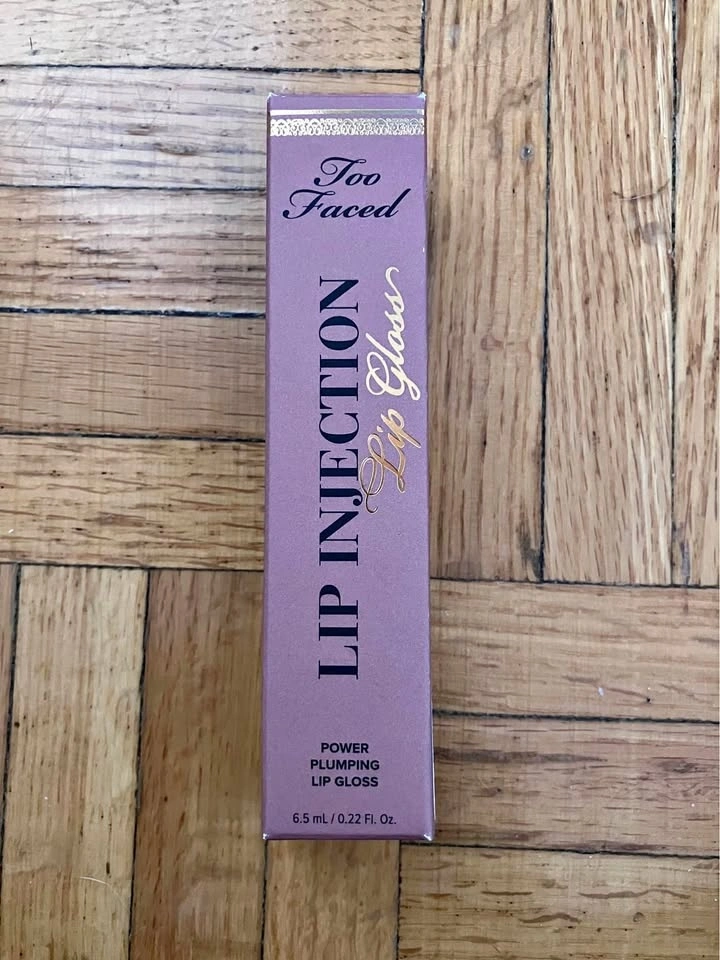 Too
Faced
LIP INJECTION
Lip Gloss
POWER
PLUMPING
LIP GLOSS
6.5 mL / 0.22 Fl. Oz.